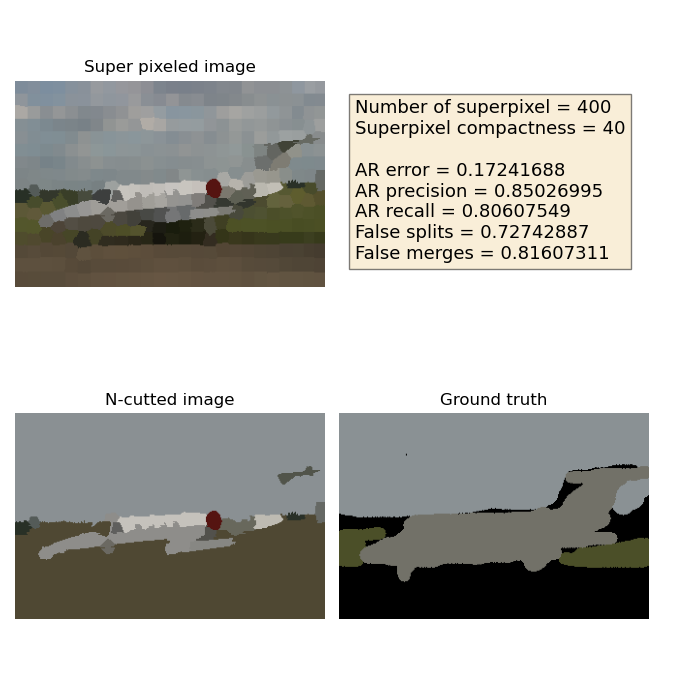 Super pixeled image
Number of superpixel = 400
Superpixel compactness = 40
AR error = 0.17241688
AR precision = 0.85026995
AR recall = 0.80607549
False splits = 0.72742887
False merges = 0.81607311
N-cutted image
Ground truth